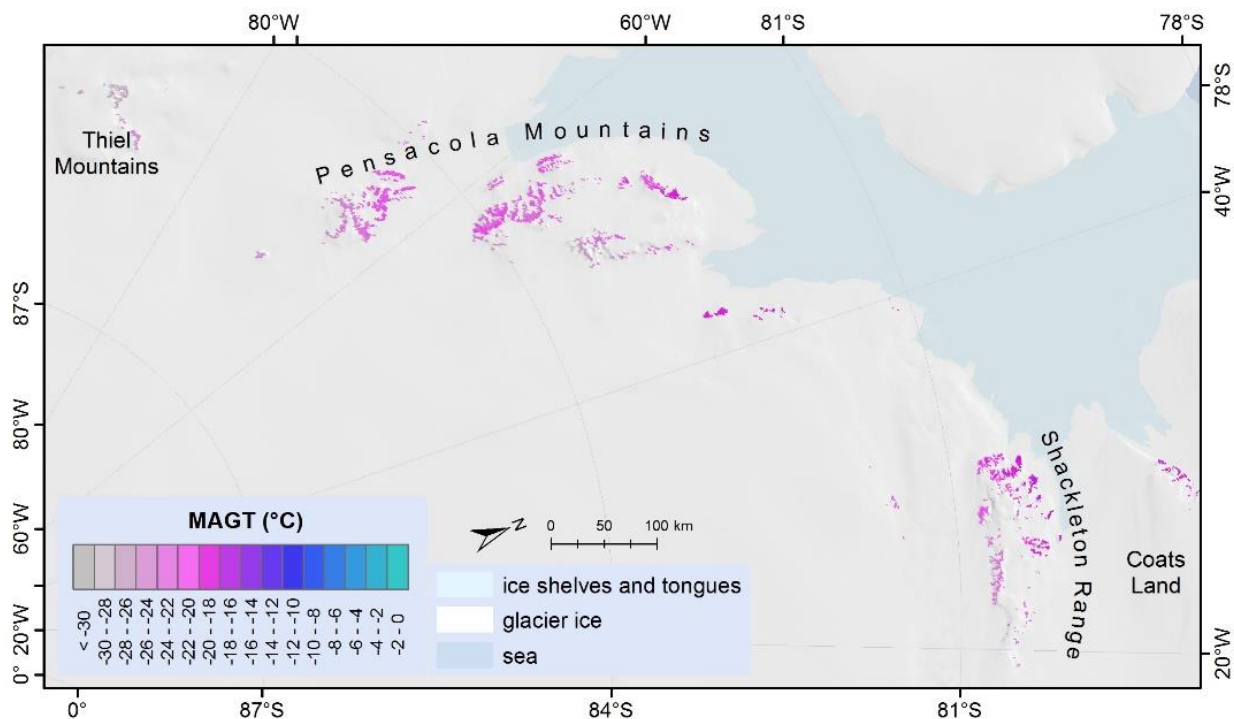 80°W 60°W 81°S 78°S
78°S
Thiel
Mountains
Pensacola Mountains
40°W
87°S
80°W
60°W
20°W
0°
MAGT (°C)
< -30
-30 - -28
-28 - -26
-26 - -24
-24 - -22
-22 - -20
-20 - -18
-18 - -16
-16 - -14
-14 - -12
-12 - -10
-10 - -8
-8 - -6
-6 - -4
-4 - -2
-2 - 0
N
0 50 100 km
ice shelves and tongues
glacier ice
sea
Shackleton Range
Coats
Land
20°W
0° 87°S 84°S 81°S